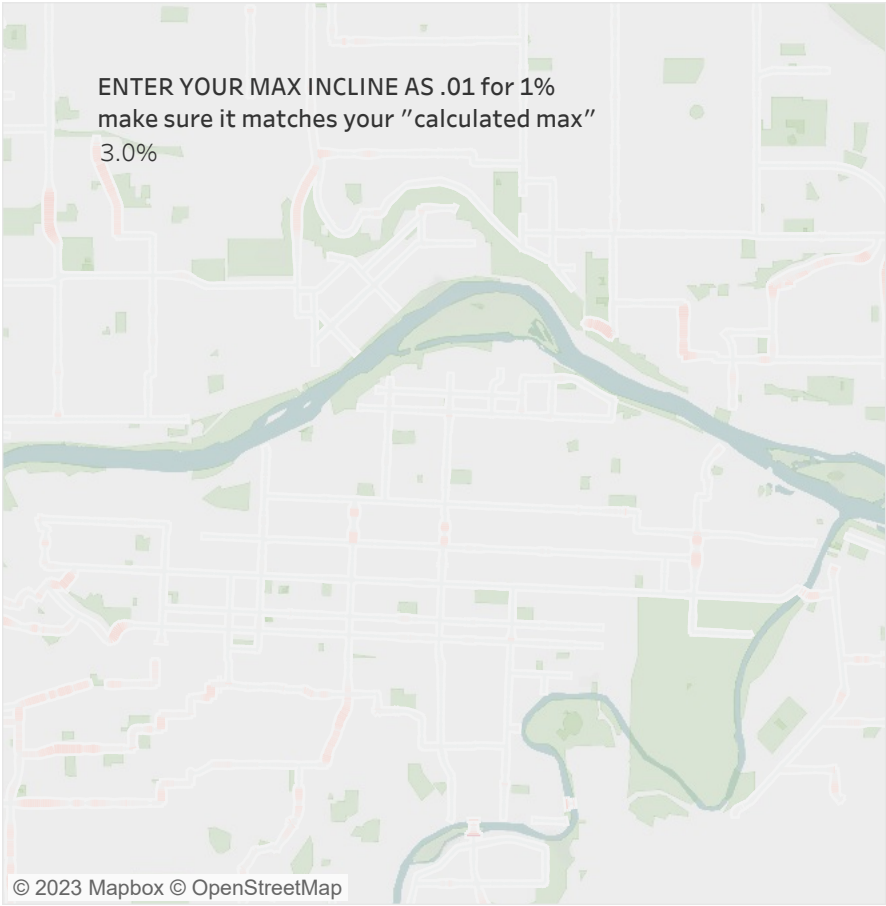 ENTER YOUR MAX INCLINE AS .01 for 1%
make sure it matches your "calculated max"
3.0%
© 2023 Mapbox © OpenStreetMap